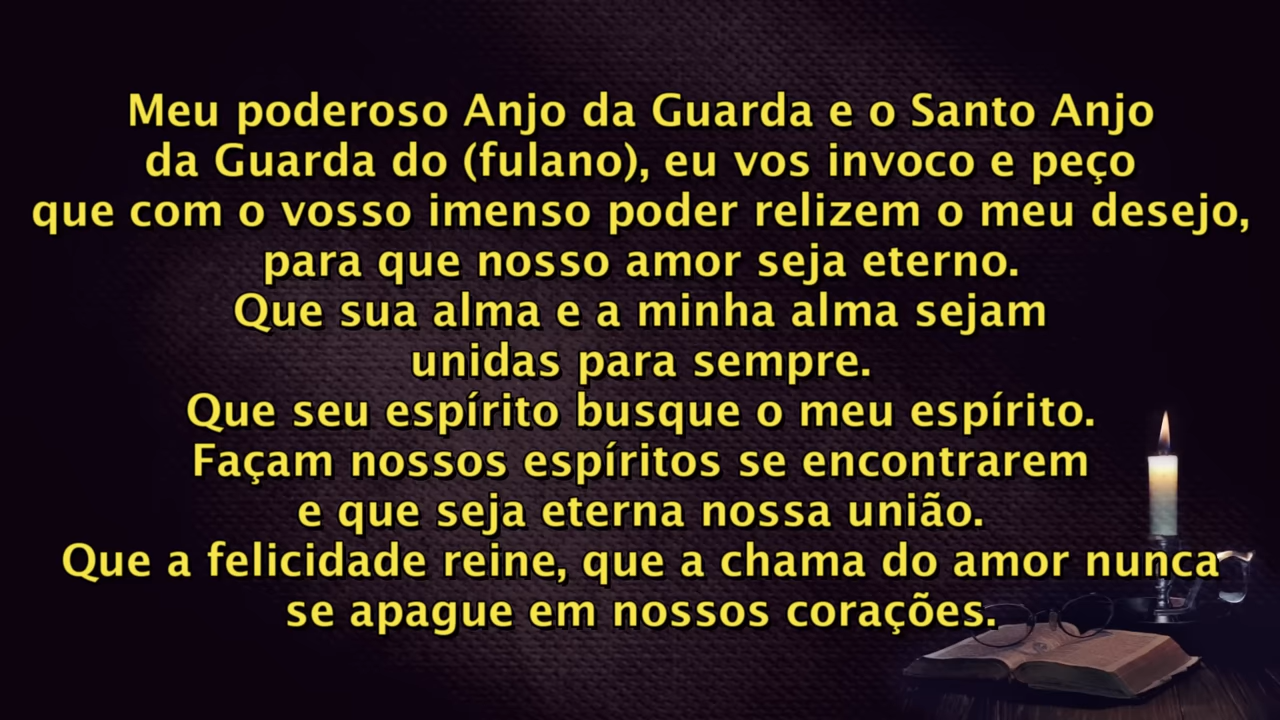 Meu poderoso Anjo da Guarda e o Santo Anjo
da Guarda do (fulano), eu vos invoco e peço
que com o vosso imenso poder relizem o meu desejo,
para que nosso amor seja eterno.
Que sua alma e a minha alma sejam
unidas para sempre.
Que seu espírito busque o meu espírito.
Façam nossos espíritos se encontrarem
e que seja eterna nossa união.
Que a felicidade reine, que a chama do amor nunca
se apague em nossos corações.